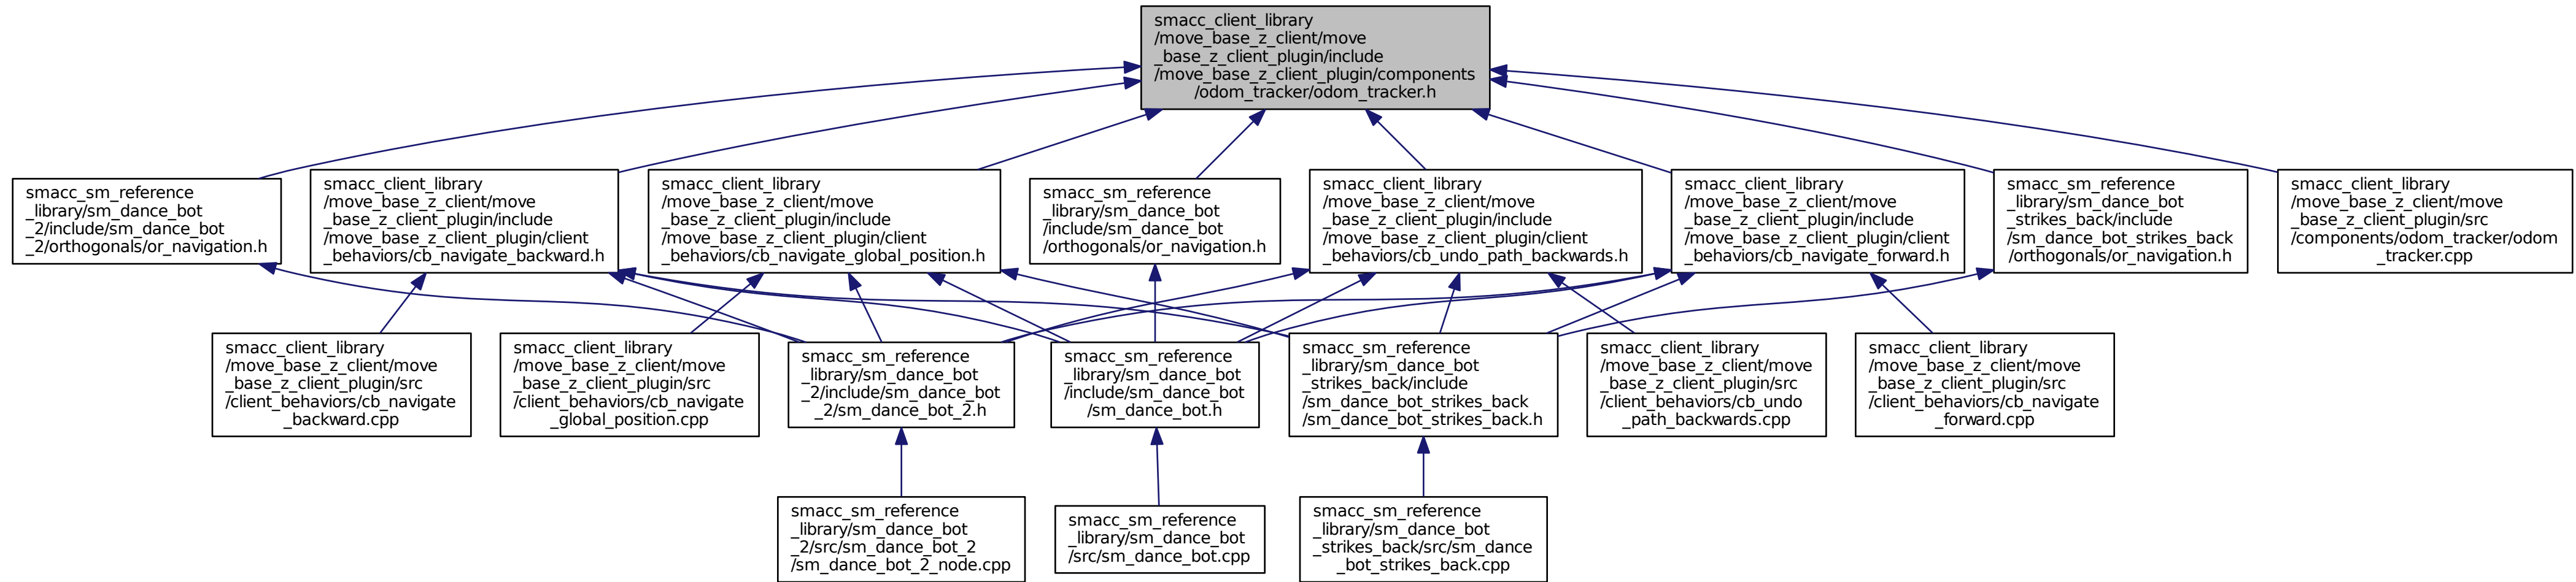 smacc_client_library
/move_base_z_client/move
_base_z_client_plugin/include
/move_base_z_client_plugin/components
/odom_tracker/odom_tracker.h
smacc_sm_reference
_library/sm_dance_bot
_2/include/sm_dance_bot
_2/orthogonals/or_navigation.h
smacc_client_library
/move_base_z_client/move
_base_z_client_plugin/include
/move_base_z_client_plugin/client
_behaviors/cb_navigate_backward.h
smacc_client_library
/move_base_z_client/move
_base_z_client_plugin/include
/move_base_z_client_plugin/client
_behaviors/cb_navigate_global_position.h
smacc_sm_reference
_library/sm_dance_bot
/include/sm_dance_bot
/orthogonals/or_navigation.h
smacc_client_library
/move_base_z_client/move
_base_z_client_plugin/include
/move_base_z_client_plugin/client
_behaviors/cb_undo_path_backwards.h
smacc_client_library
/move_base_z_client/move
_base_z_client_plugin/include
/move_base_z_client_plugin/client
_behaviors/cb_navigate_forward.h
smacc_sm_reference
_library/sm_dance_bot
_strikes_back/include
/sm_dance_bot_strikes_back
/orthogonals/or_navigation.h
smacc_client_library
/move_base_z_client/move
_base_z_client_plugin/src
/components/odom_tracker/odom
_tracker.cpp
smacc_client_library
/move_base_z_client/move
_base_z_client_plugin/src
/client_behaviors/cb_navigate
_backward.cpp
smacc_client_library
/move_base_z_client/move
_base_z_client_plugin/src
/client_behaviors/cb_navigate
_global_position.cpp
smacc_sm_reference
_library/sm_dance_bot
_2/include/sm_dance_bot
_2/sm_dance_bot_2.h
smacc_sm_reference
_library/sm_dance_bot
/include/sm_dance_bot
/sm_dance_bot.h
smacc_sm_reference
_library/sm_dance_bot
_strikes_back/include
/sm_dance_bot_strikes_back
/sm_dance_bot_strikes_back.h
smacc_client_library
/move_base_z_client/move
_base_z_client_plugin/src
/client_behaviors/cb_undo
_path_backwards.cpp
smacc_client_library
/move_base_z_client/move
_base_z_client_plugin/src
/client_behaviors/cb_navigate
_forward.cpp
smacc_sm_reference
_library/sm_dance_bot
_2/src/sm_dance_bot_2
/sm_dance_bot_2_node.cpp
smacc_sm_reference
_library/sm_dance_bot
/src/sm_dance_bot.cpp
smacc_sm_reference
_library/sm_dance_bot
_strikes_back/src/sm_dance
_bot_strikes_back.cpp